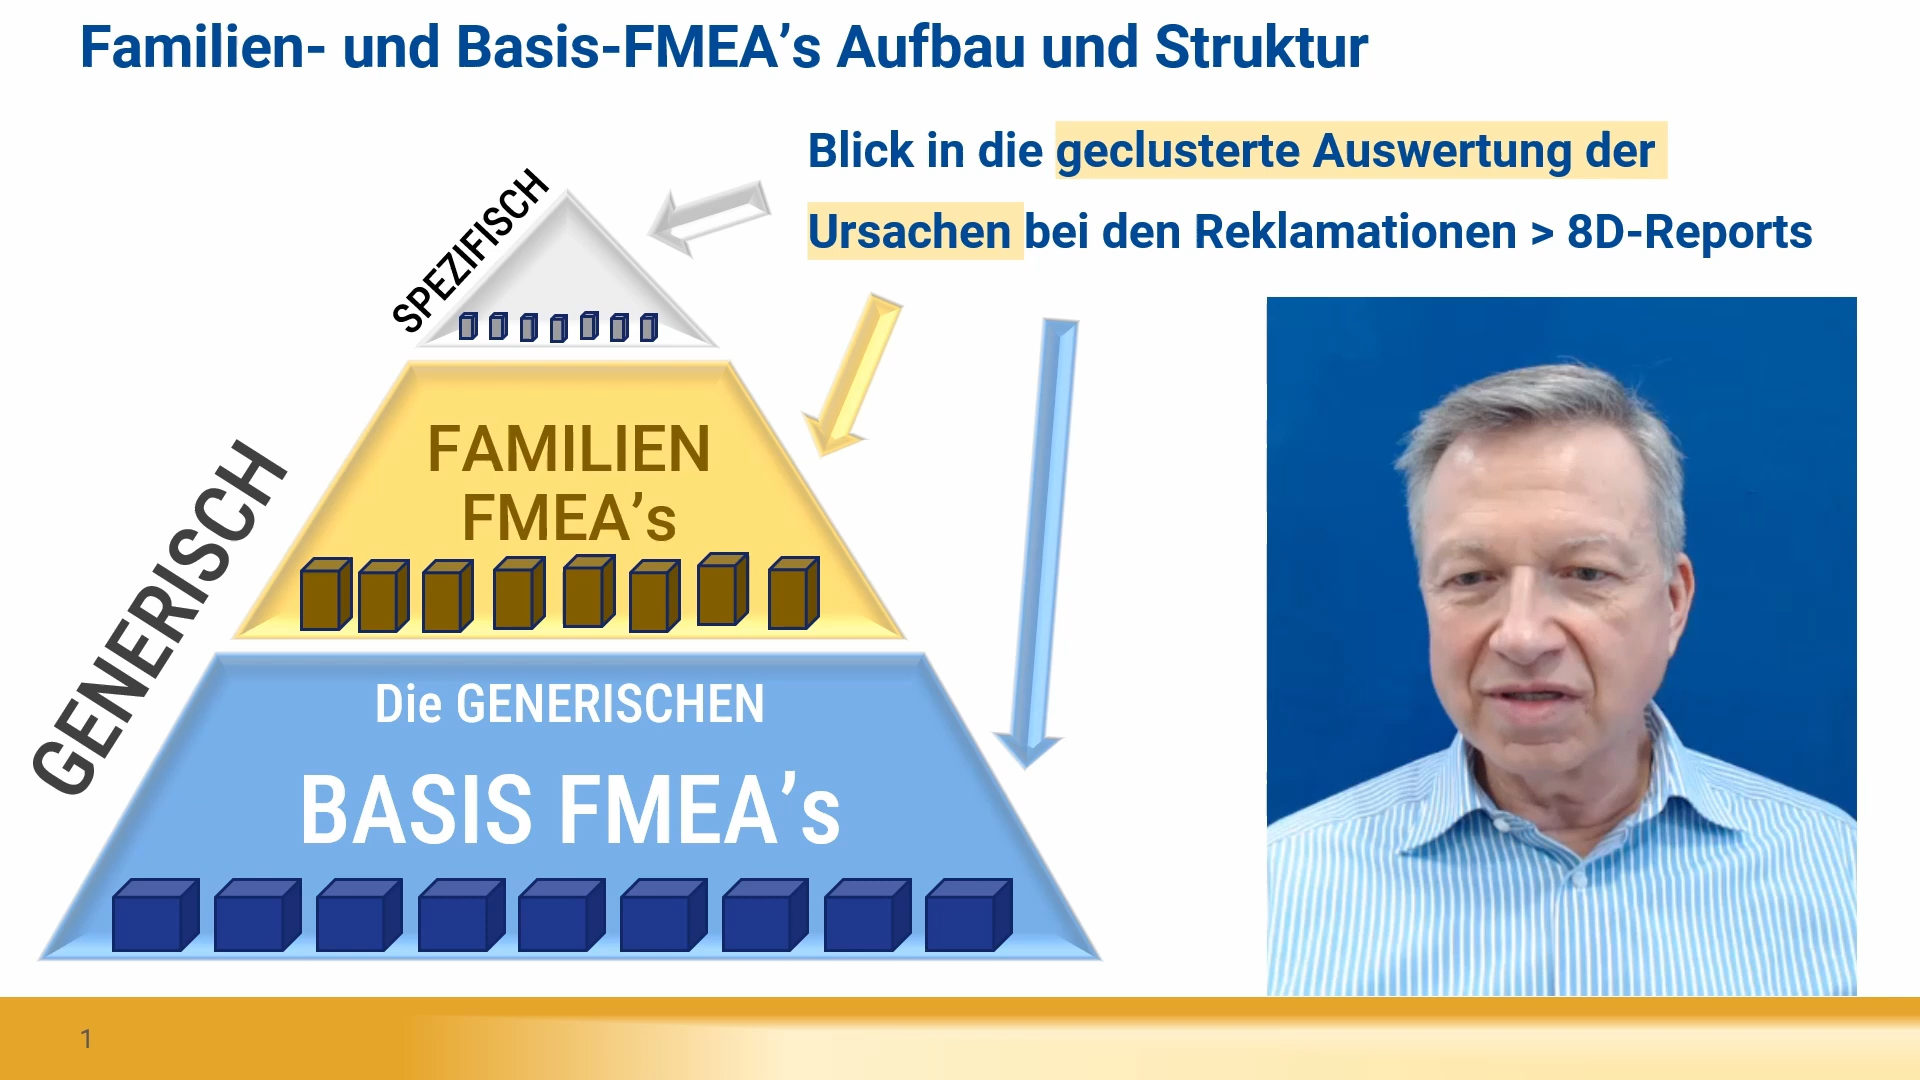 Familien- und Basis-FMEA’s Aufbau und Struktur
Blick in die geclusterte Auswertung der
Ursachen bei den Reklamationen > 8D-Reports
SPEZIFISCH
GENERISCH
FAMILIEN
FMEA’s
Die GENERISCHEN
BASIS FMEA’s
1